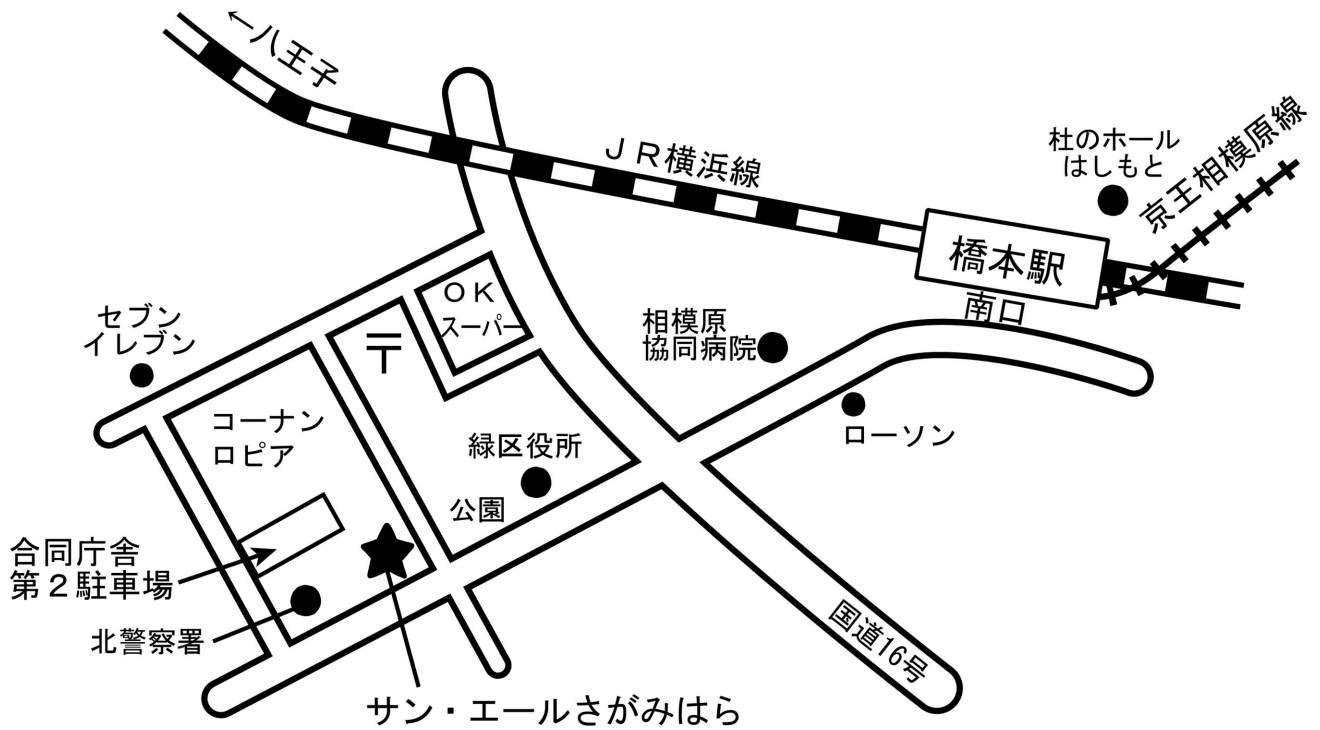 ←八王子
JR横浜線
杜のホール
はしもと
京王相模原線
橋本駅
南口
OK
スーパー
〒
セブン
イレブン
相模原
協同病院
ローソン
コーナン
ロピア
緑区役所
公園
合同庁舎
第2駐車場
北警察署
国道16号
サン・エールさがみはら